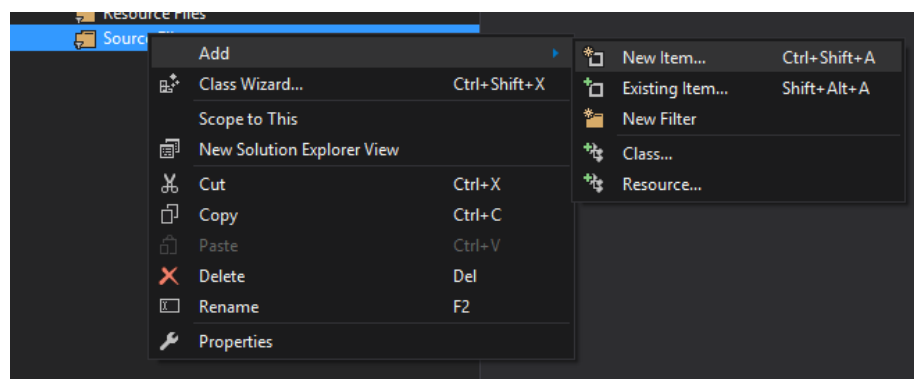 Resource Files
Source
Add
Class Wizard... Ctrl+Shift+X
Scope to This
New Solution Explorer View
Cut Ctrl+X
Copy Ctrl+C
Paste Ctrl+V
Delete Del
Rename F2
Properties
New Item... Ctrl+Shift+A
Existing Item... Shift+Alt+A
New Filter
Class...
Resource...